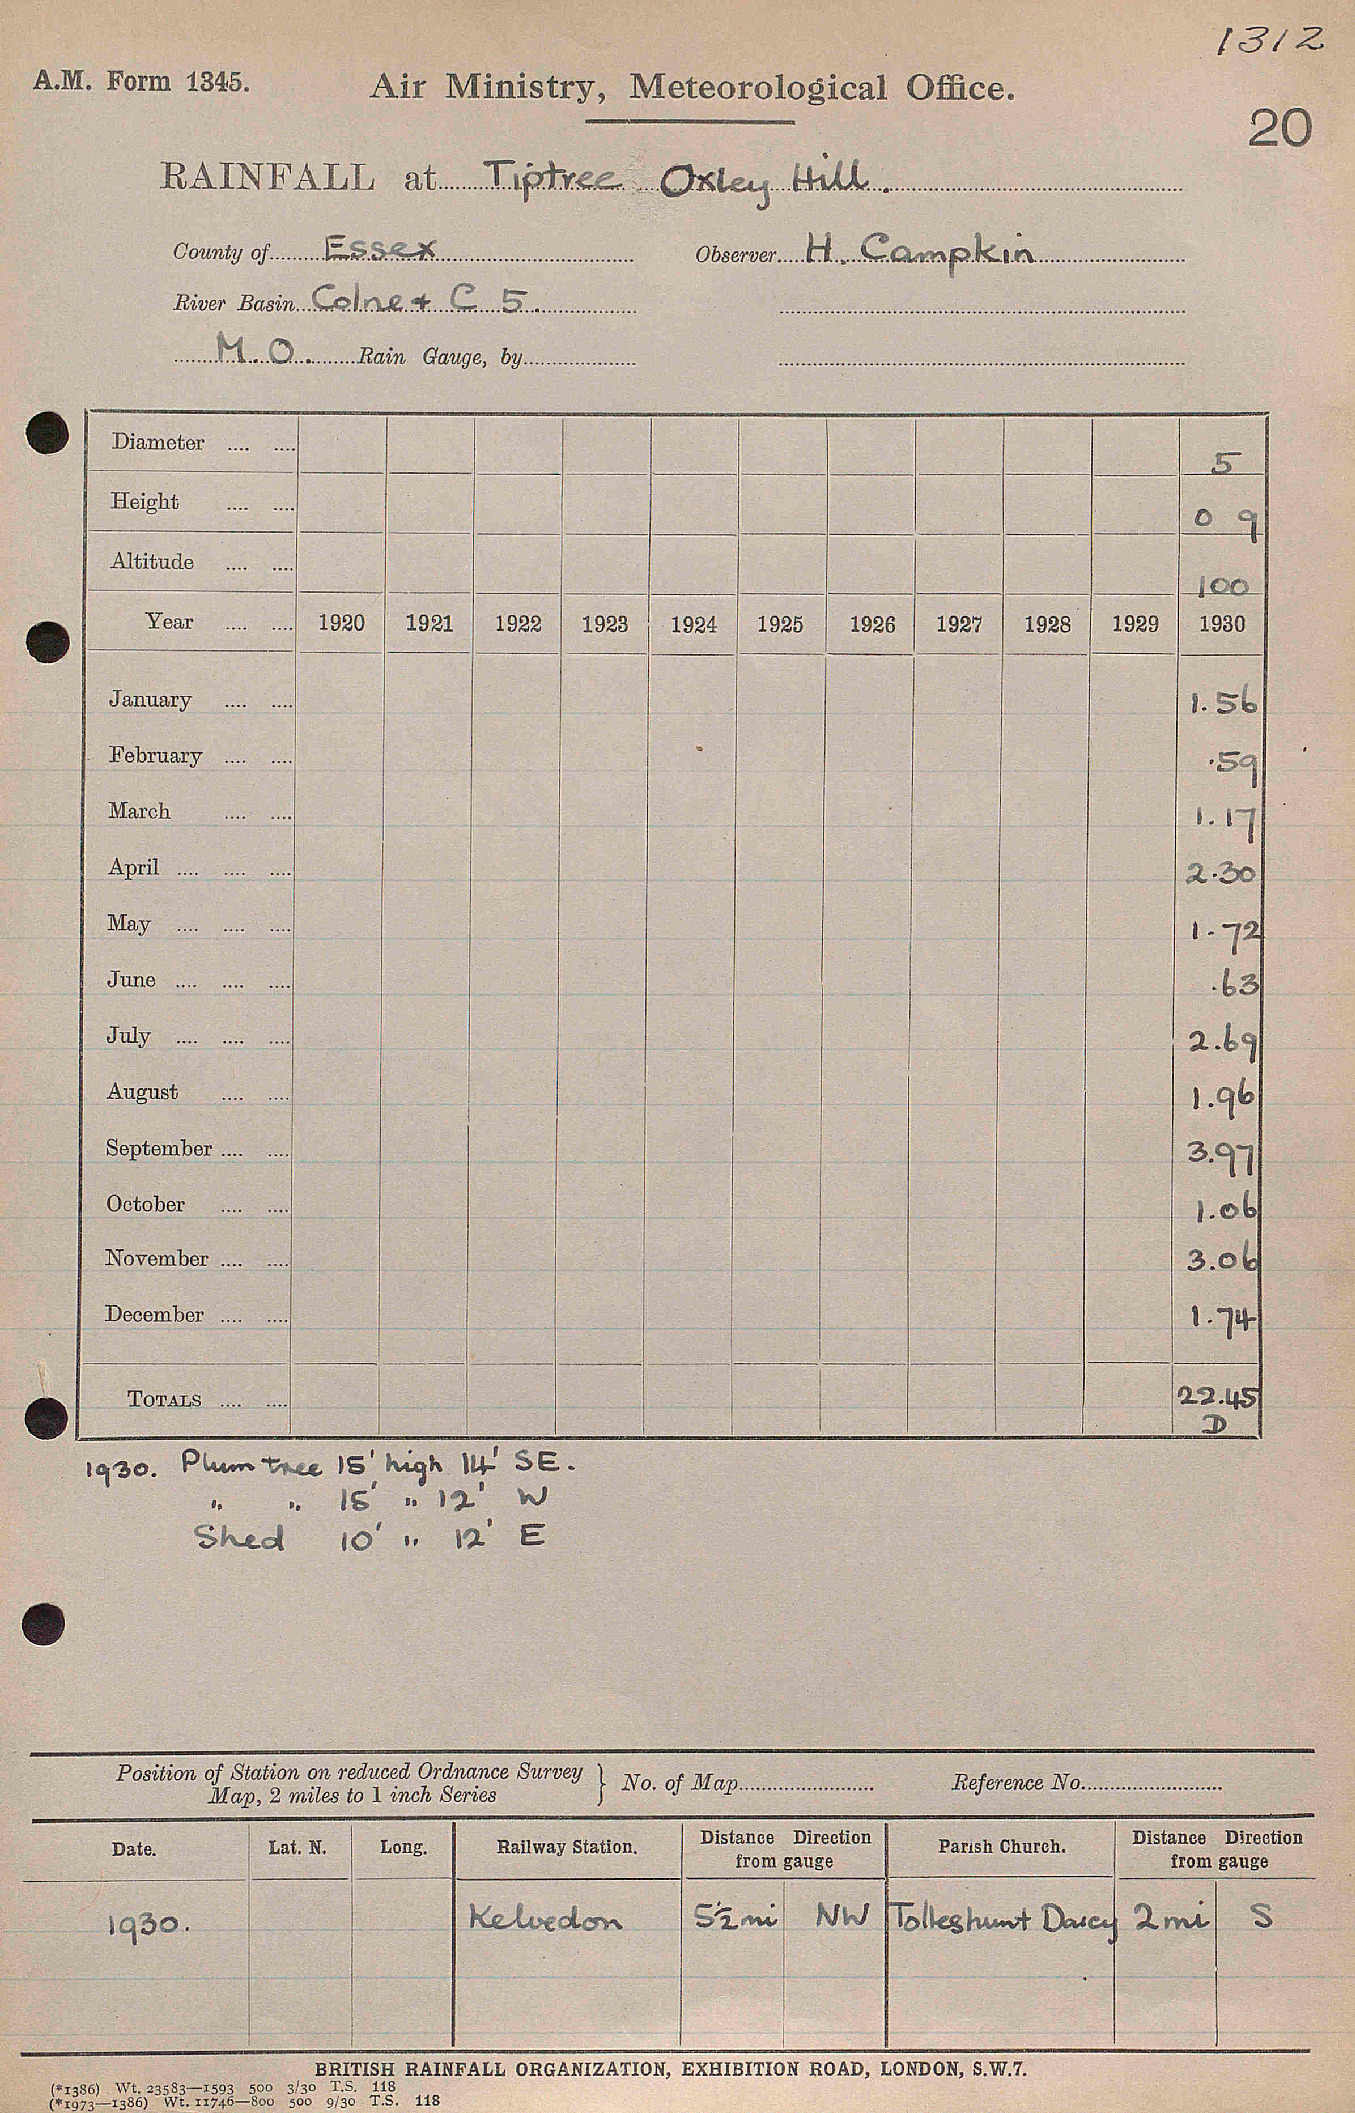 1312
A.M. Form 1345. Air Ministry, Meteorological Office.
20
RAINFALL at Tiptree Oxley Hill.
County of Essex Observer H. Campkin
River Basin Colne & C 5.
M.O. Rain Gauge, by
Diameter .... .... 5
Height .... .... 0 9
Altitude .... .... 100
Year .... .... 1920 1921 1922 1923 1924 1925 1926 1927 1928 1929 1930
January .... .... 1.56
February .... .... .59
March .... .... 1.17
April .... .... .... 2.30
May .... .... .... 1.72
June .... .... .... .63
July .... .... .... 2.69
August .... .... 1.96
September .... .... 3.97
October .... .... 1.06
November .... .... 3.06
December .... .... 1.74
TOTALS .... .... 22.45
D
1930. Plum tree 15' high 14' SE.
" " 15' " 12' W
Shed 10' " 12' E
Position of Station on reduced Ordnance Survey
Map, 2 miles to 1 inch Series } No. of Map Reference No.
Date. Lat. N. Long. Railway Station. Distance Direction from gauge Parish Church. Distance Direction from gauge
1930. Kelvedon 5½ mi NW Tolleshunt Darcy 2 mi S
BRITISH RAINFALL ORGANIZATION, EXHIBITION ROAD, LONDON, S.W.7.
(*1386) Wt. 23583—1593 500 3/30 T.S. 118
(*1973—1386) Wt. 11746—800 500 9/30 T.S. 118